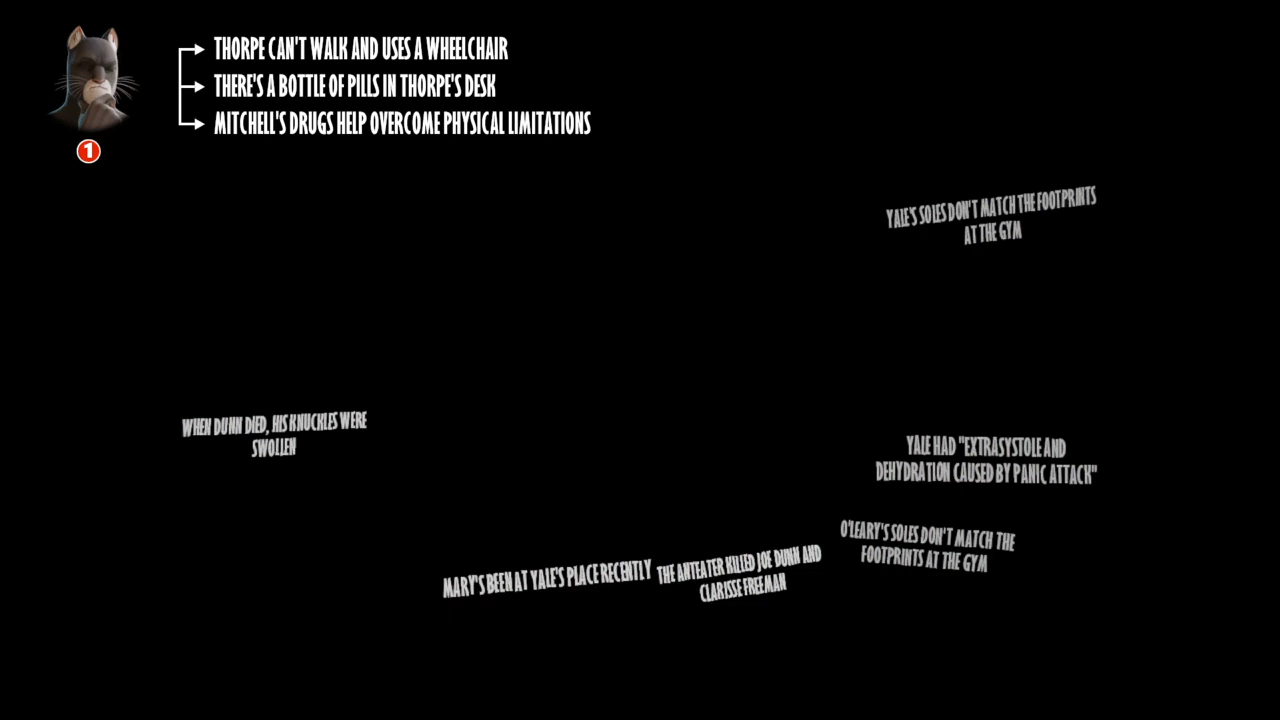 THORPE CAN'T WALK AND USES A WHEELCHAIR
THERE'S A BOTTLE OF PILLS IN THORPE'S DESK
MITCHELL'S DRUGS HELP OVERCOME PHYSICAL LIMITATIONS
1
YALE'S SOLES DON'T MATCH THE FOOTPRINTS
AT THE GYM
WHEN DUNN DIED, HIS KNUCKLES WERE
SWOLLEN
YALE HAD "EXTRASYSTOLE AND
DEHYDRATION CAUSED BY PANIC ATTACK"
O'LEARY'S SOLES DON'T MATCH THE
FOOTPRINTS AT THE GYM
MARY'S BEEN AT YALE'S PLACE RECENTLY
THE ANTEATER KILLED JOE DUNN AND
CLARISSE FREEMAN